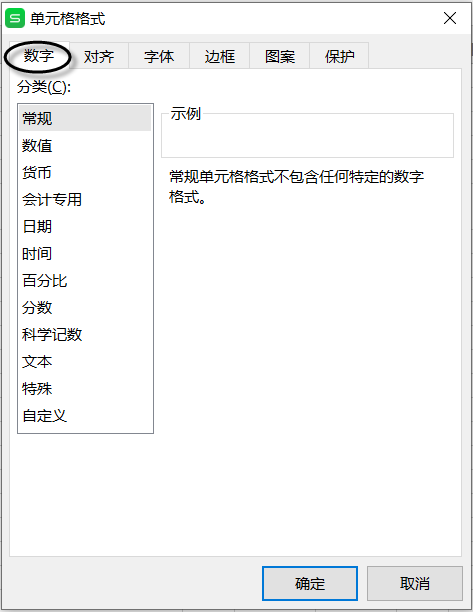 单元格格式
数字 对齐 字体 边框 图案 保护
分类(C):
常规
数值
货币
会计专用
日期
时间
百分比
分数
科学记数
文本
特殊
自定义
示例
常规单元格格式不包含任何特定的数字
格式。
确定 取消